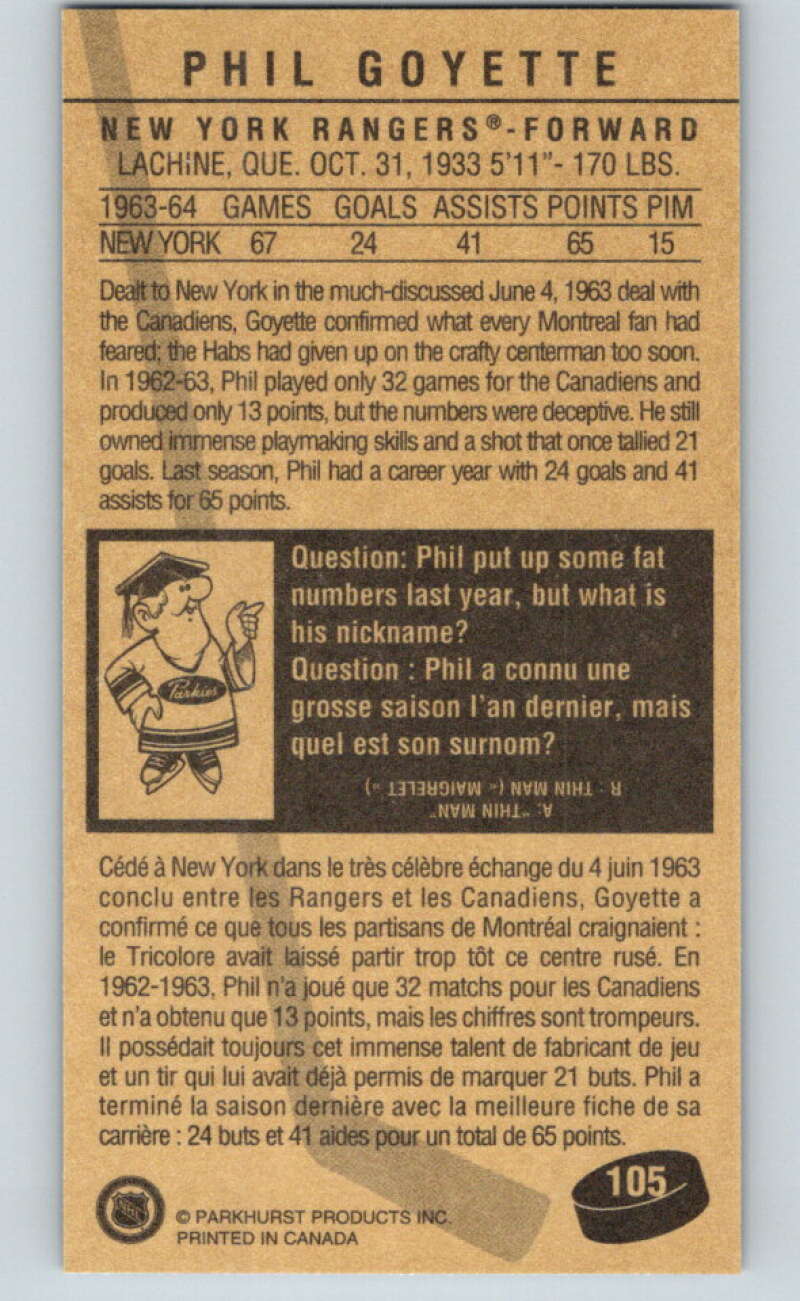 PHIL GOYETTE
NEW YORK RANGERS®-FORWARD
LACHINE, QUE. OCT. 31, 1933 5'11"- 170 LBS.
1963-64 GAMES GOALS ASSISTS POINTS PIM
NEW YORK 67 24 41 65 15
Dealt to New York in the much-discussed June 4, 1963 deal with
the Canadiens, Goyette confirmed what every Montreal fan had
feared; the Habs had given up on the crafty centerman too soon.
In 1962-63, Phil played only 32 games for the Canadiens and
produced only 13 points, but the numbers were deceptive. He still
owned immense playmaking skills and a shot that once tallied 21
goals. Last season, Phil had a career year with 24 goals and 41
assists for 65 points.
Parkies
Question: Phil put up some fat
numbers last year, but what is
his nickname?
Question : Phil a connu une
grosse saison l'an dernier, mais
quel est son surnom?
A: "THIN MAN"
R : THIN MAN (« MAIGRELET »)
Cédé à New York dans le très célèbre échange du 4 juin 1963
conclu entre les Rangers et les Canadiens, Goyette a
confirmé ce que tous les partisans de Montréal craignaient :
le Tricolore avait laissé partir trop tôt ce centre rusé. En
1962-1963, Phil n'a joué que 32 matchs pour les Canadiens
et n'a obtenu que 13 points, mais les chiffres sont trompeurs.
Il possédait toujours cet immense talent de fabricant de jeu
et un tir qui lui avait déjà permis de marquer 21 buts. Phil a
terminé la saison dernière avec la meilleure fiche de sa
carrière : 24 buts et 41 aides pour un total de 65 points.
105
NHL
© PARKHURST PRODUCTS INC.
PRINTED IN CANADA